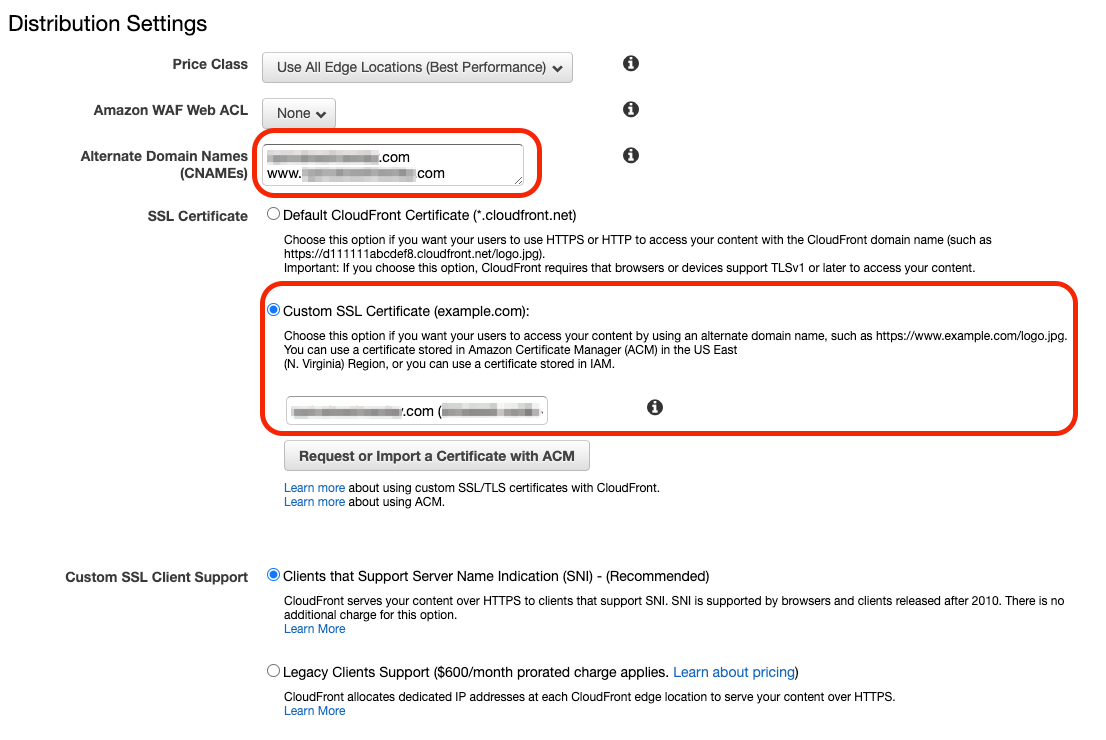 Distribution Settings
Price Class
Use All Edge Locations (Best Performance)
Amazon WAF Web ACL
None
Alternate Domain Names
(CNAMEs)
.com
www.
com
SSL Certificate
Default CloudFront Certificate (*.cloudfront.net)
Choose this option if you want your users to use HTTPS or HTTP to access your content with the CloudFront domain name (such as
https://d111111abcdef8.cloudfront.net/logo.jpg).
Important: If you choose this option, CloudFront requires that browsers or devices support TLSv1 or later to access your content.
Custom SSL Certificate (example.com):
Choose this option if you want your users to access your content by using an alternate domain name, such as https://www.example.com/logo.jpg.
You can use a certificate stored in Amazon Certificate Manager (ACM) in the US East
(N. Virginia) Region, or you can use a certificate stored in IAM.
.com (
Request or Import a Certificate with ACM
Learn more about using custom SSL/TLS certificates with CloudFront.
Learn more about using ACM.
Custom SSL Client Support
Clients that Support Server Name Indication (SNI) - (Recommended)
CloudFront serves your content over HTTPS to clients that support SNI. SNI is supported by browsers and clients released after 2010. There is no
additional charge for this option.
Learn More
Legacy Clients Support ($600/month prorated charge applies. Learn about pricing)
CloudFront allocates dedicated IP addresses at each CloudFront edge location to serve your content over HTTPS.
Learn More